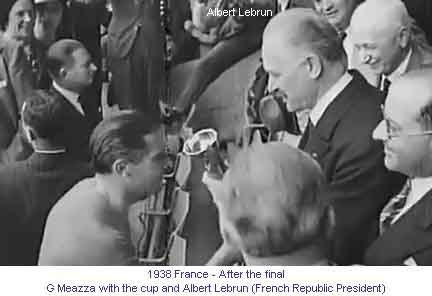 Albert Lebrun
1938 France - After the final
G Meazza with the cup and Albert Lebrun (French Republic President)